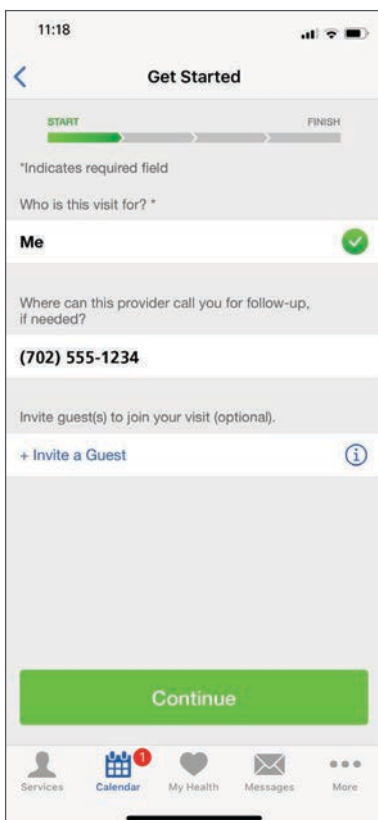 11:18
Get Started
START FINISH
*Indicates required field
Who is this visit for? *
Me
Where can this provider call you for follow-up,
if needed?
(702) 555-1234
Invite guest(s) to join your visit (optional).
+ Invite a Guest
Continue
1
Services Calendar My Health Messages More